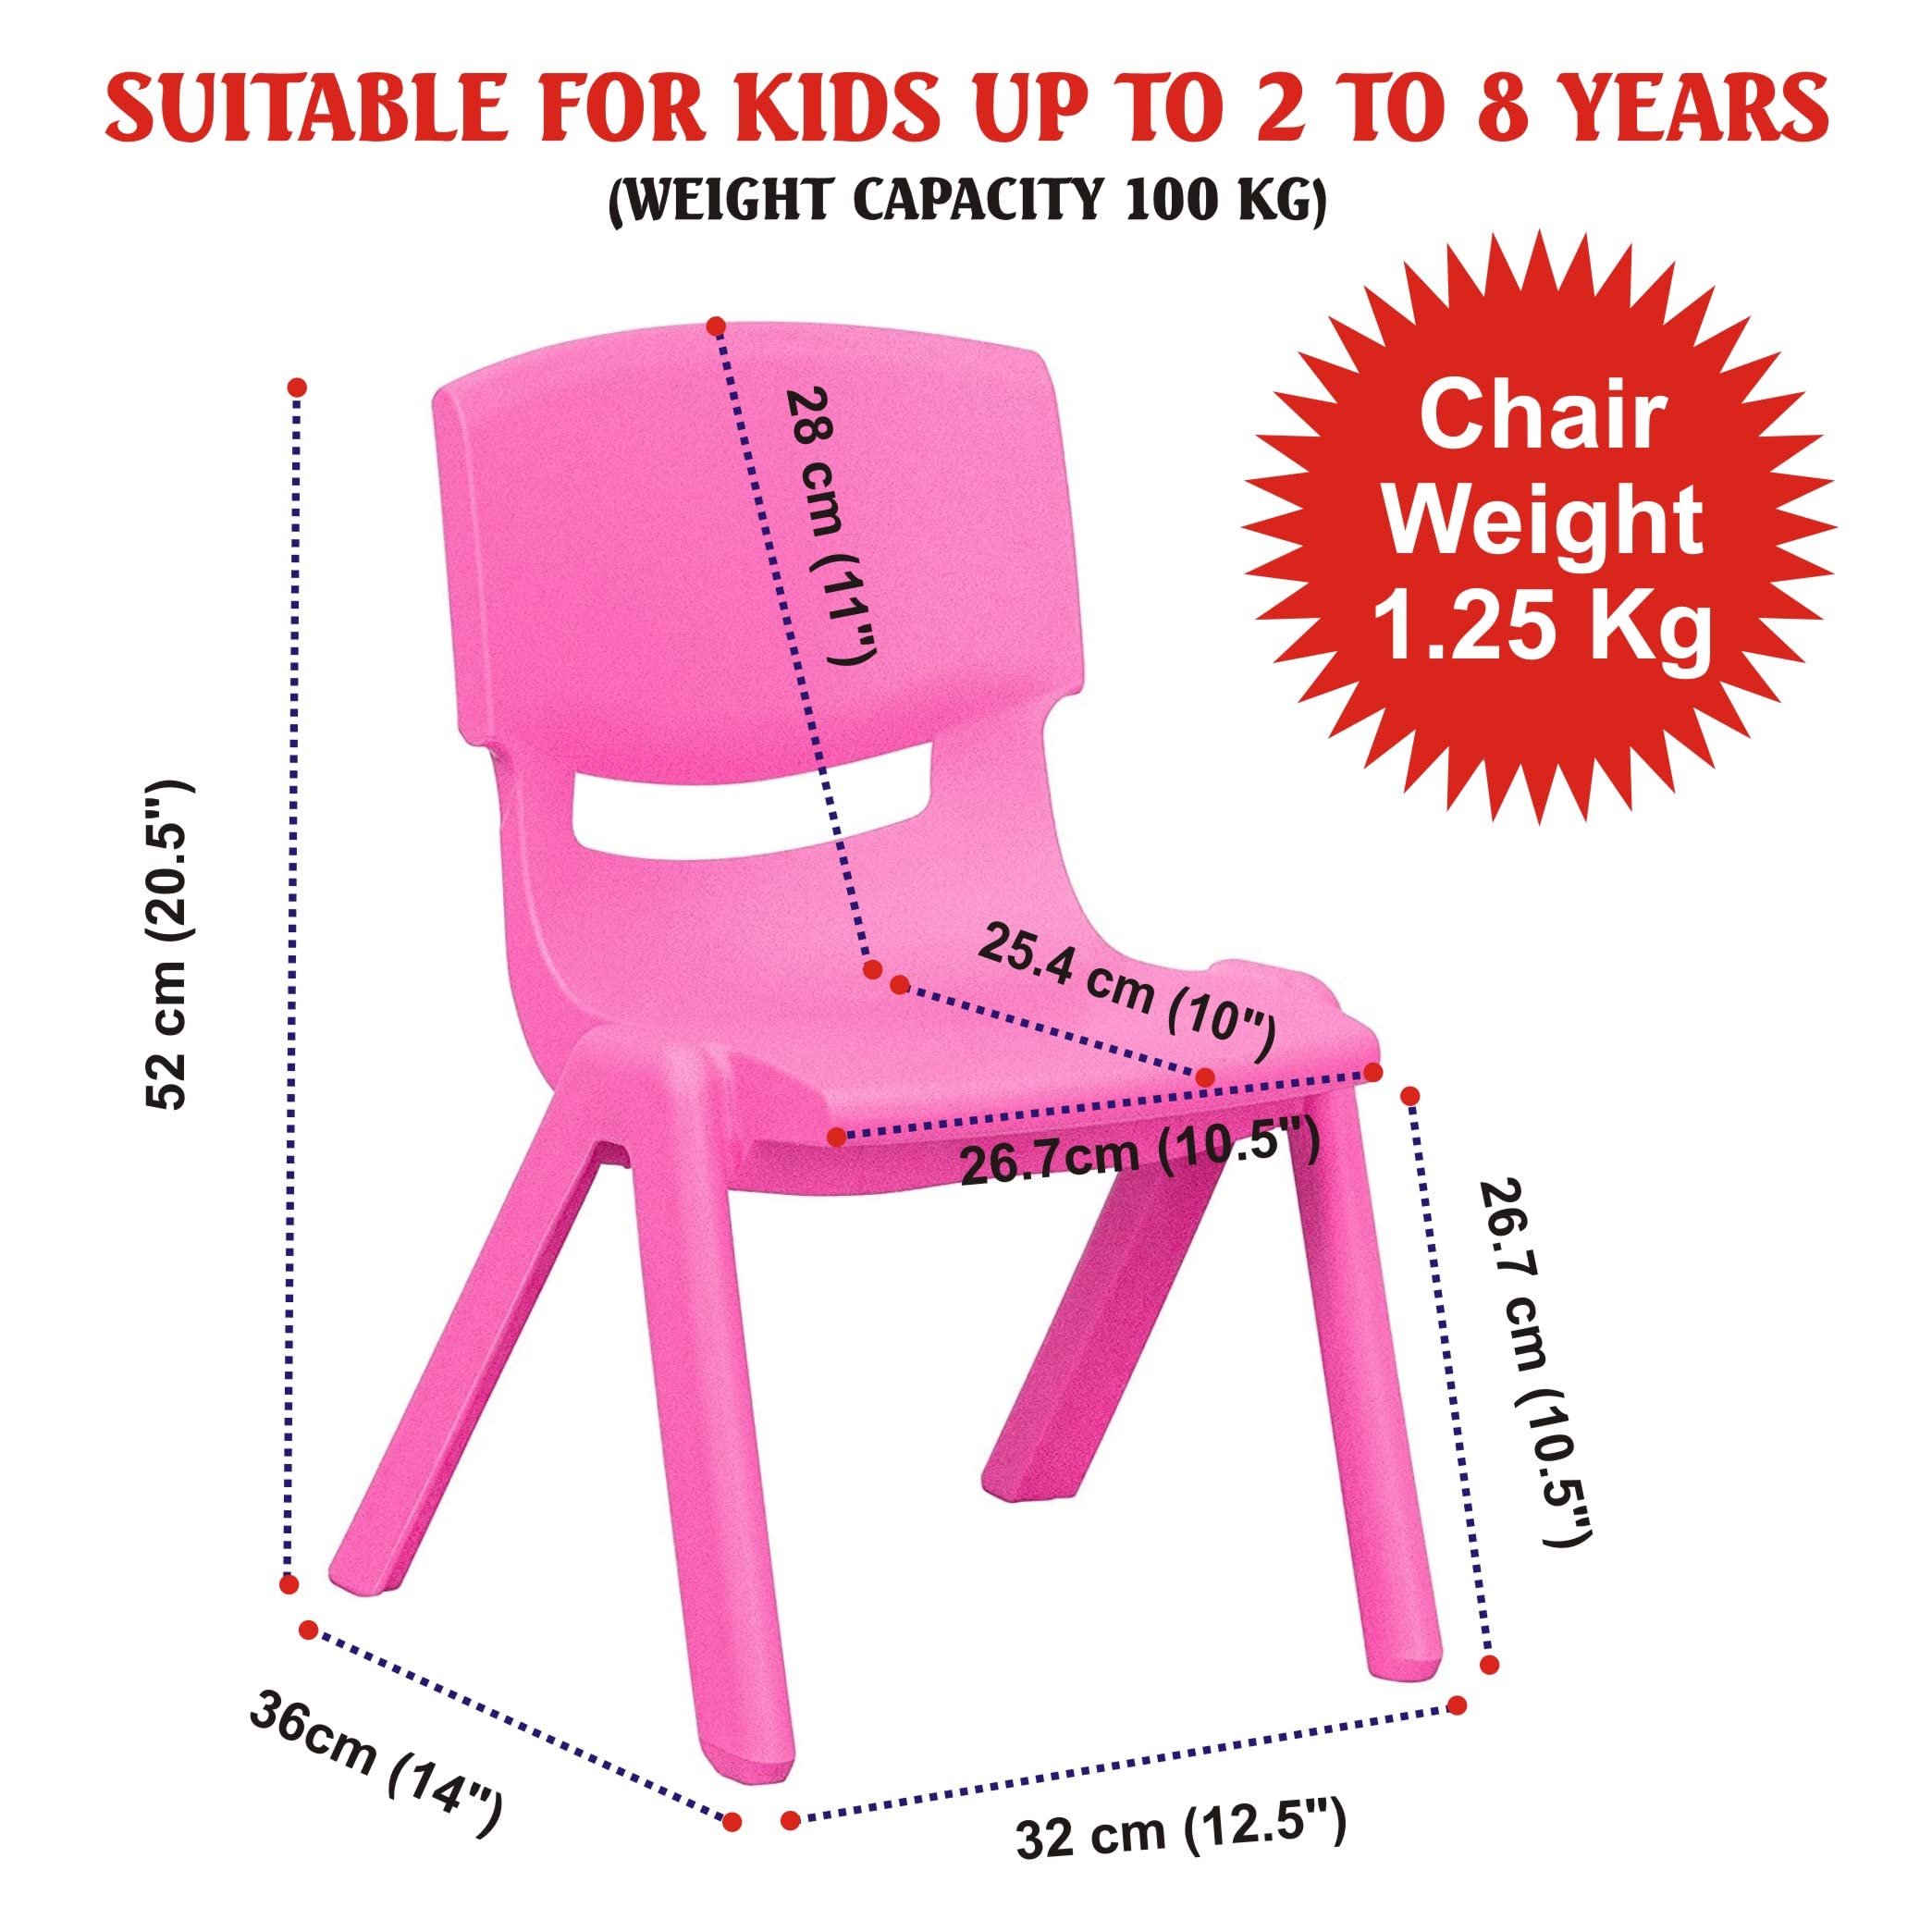 SUITABLE FOR KIDS UP TO 2 TO 8 YEARS
(WEIGHT CAPACITY 100 KG)
Chair
Weight
1.25 Kg
28 cm (11")
52 cm (20.5")
25.4 cm (10")
26.7cm (10.5")
26.7 cm (10.5")
36cm (14")
32 cm (12.5")